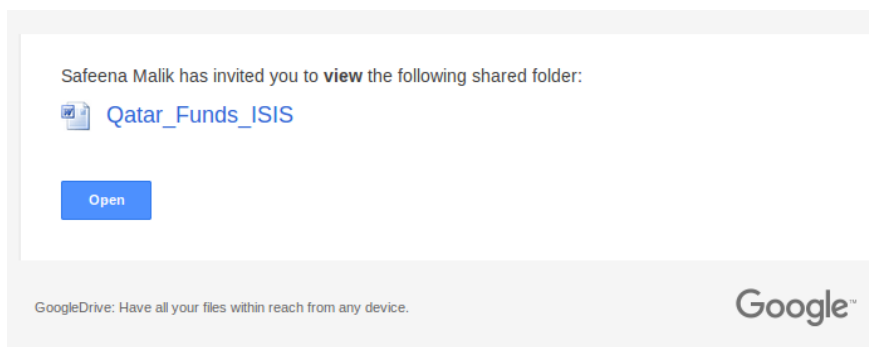 Safeena Malik has invited you to view the following shared folder:
Qatar_Funds_ISIS
Open
GoogleDrive: Have all your files within reach from any device.
Google™